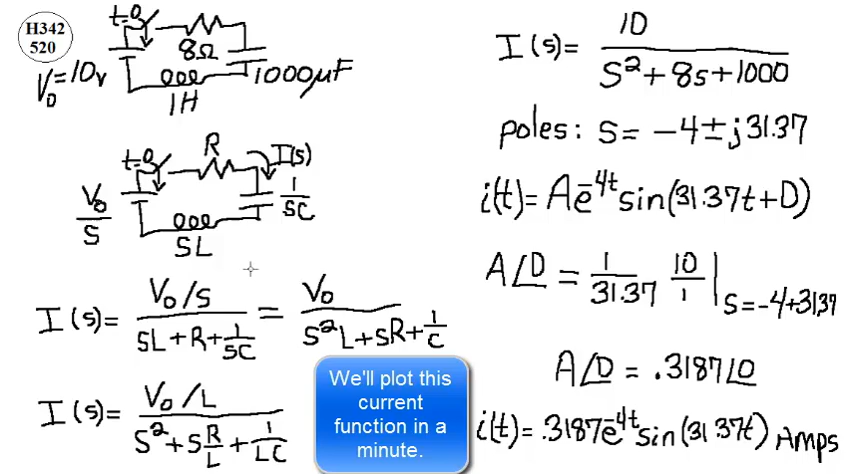 H342
520
t=0
8Ω
V₀=10v
1000μF
1H
t=0
R
I(s)
V₀/S
1/SC
SL
I(s)= (V₀/S)/(SL+R+1/SC) = V₀/(S²L+SR+1/C)
I(s)= (V₀/L)/(S²+S R/L + 1/LC)
We'll plot this
current
function in a
minute.
I(s)= 10/(S²+8s+1000)
poles: S= -4±j31.37
i(t)= Ae^-4t sin(31.37t+D)
A∠D = 1/31.37 10/1 | S=-4+j31.37
A∠D = .3187∠0
i(t)= .3187e^-4t sin(31.37t) Amps